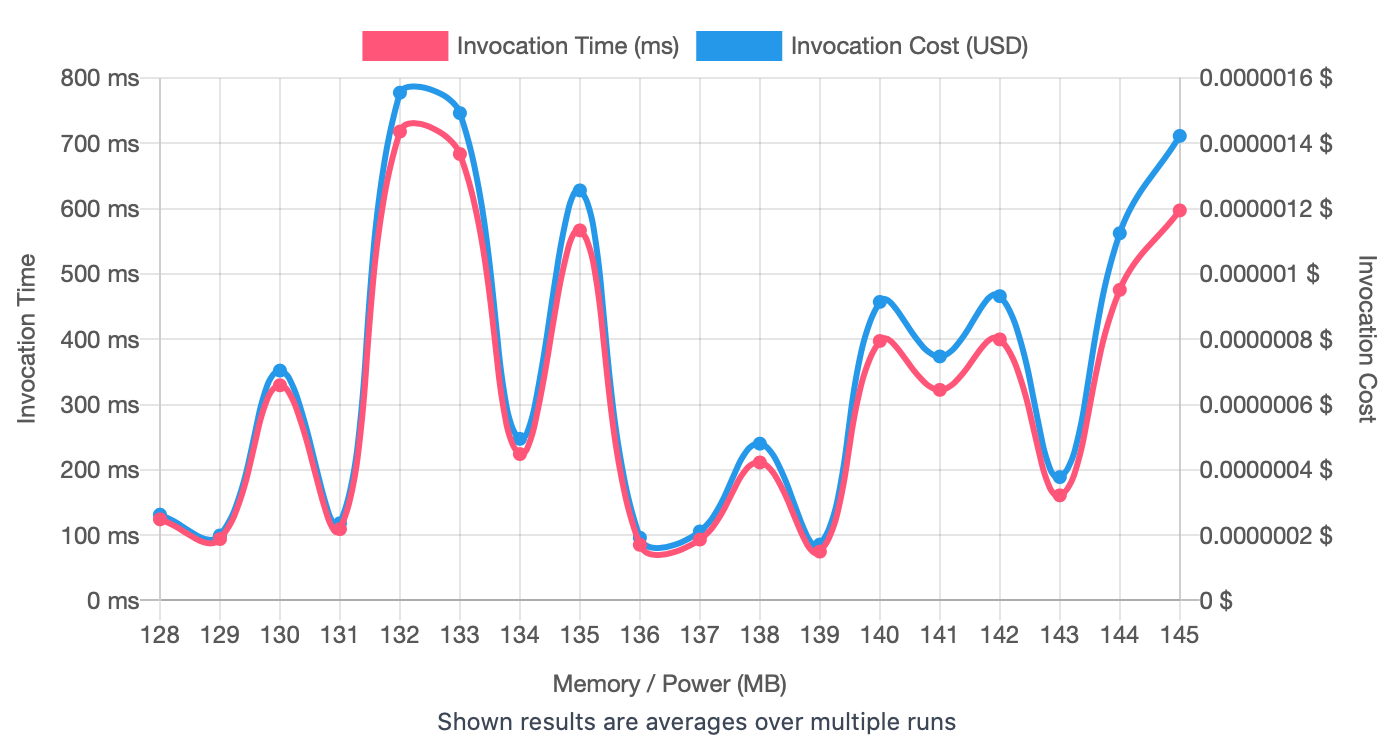 Invocation Time (ms) Invocation Cost (USD)
800 ms 0.0000016 $
700 ms 0.0000014 $
600 ms 0.0000012 $
500 ms 0.000001 $
400 ms 0.0000008 $
300 ms 0.0000006 $
200 ms 0.0000004 $
100 ms 0.0000002 $
0 ms 0 $
Invocation Time
Invocation Cost
128 129 130 131 132 133 134 135 136 137 138 139 140 141 142 143 144 145
Memory / Power (MB)
Shown results are averages over multiple runs